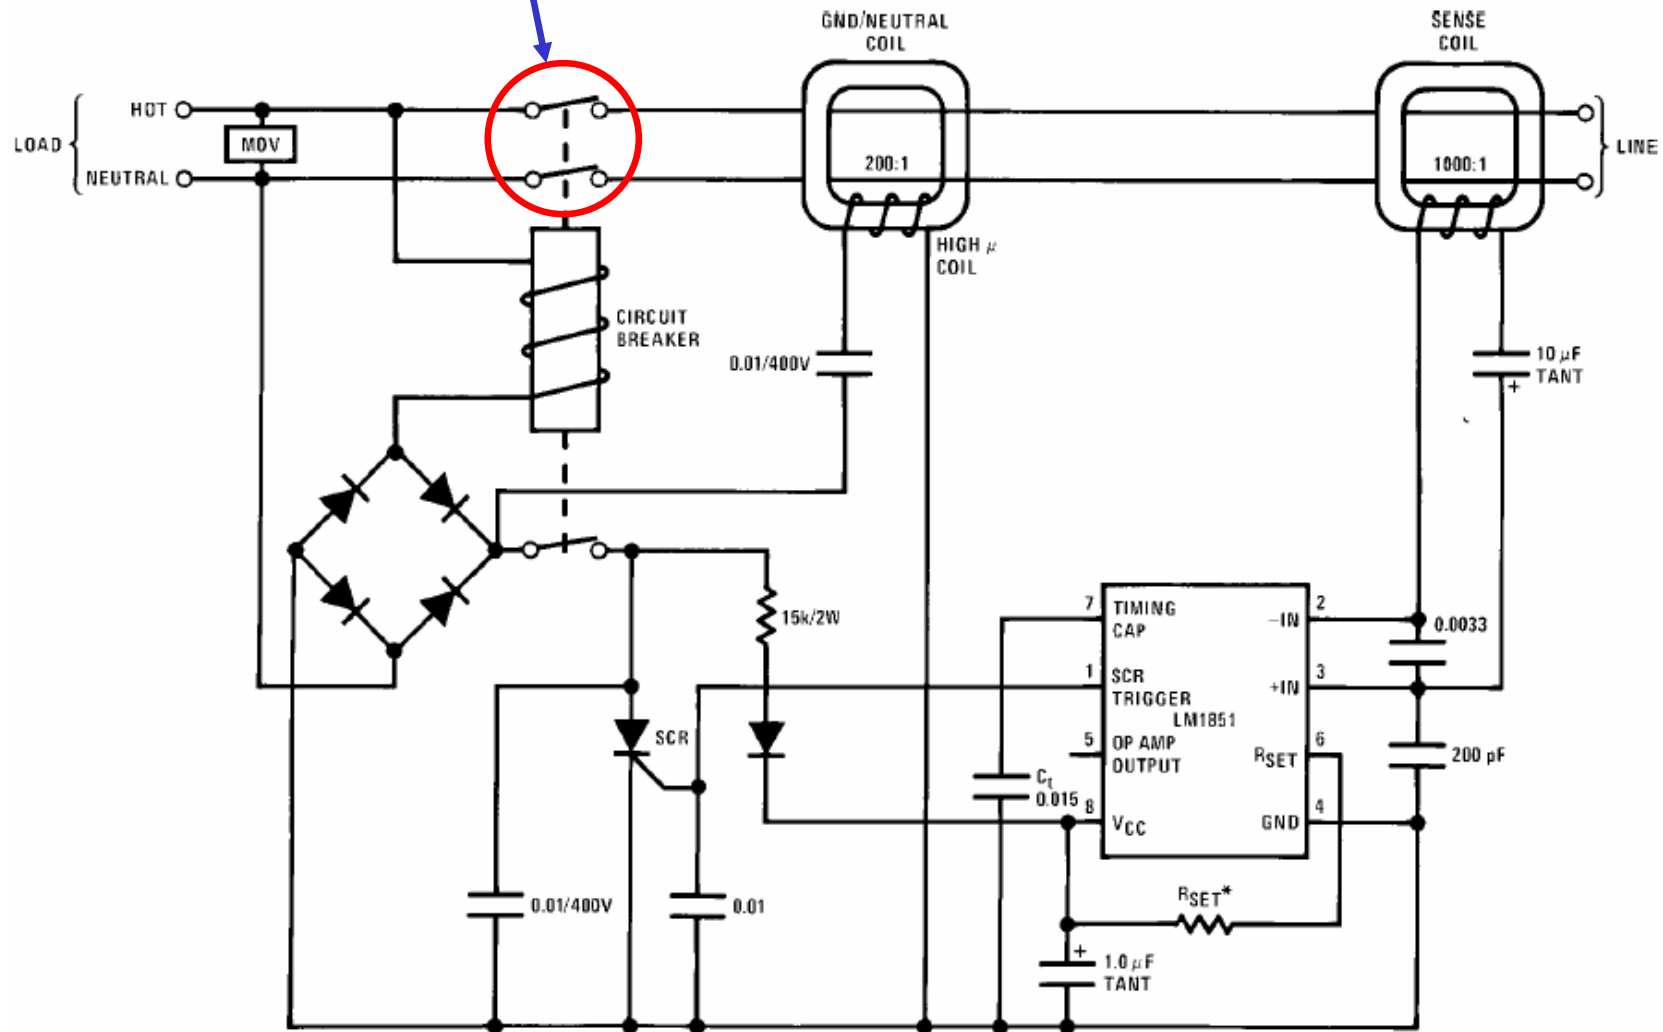 GND/NEUTRAL
COIL
SENSE
COIL
HOT
LOAD
MOV
NEUTRAL
200:1
1000:1
LINE
HIGH μ
COIL
CIRCUIT
BREAKER
0.01/400V
10 μF
TANT
+
15k/2W
7
TIMING
CAP
2
−IN
0.0033
1
SCR
TRIGGER
3
+IN
LM1851
SCR
5
OP AMP
OUTPUT
6
RSET
200 pF
Ct
0.015
8
VCC
4
GND
0.01/400V
0.01
RSET*
+
1.0 μF
TANT